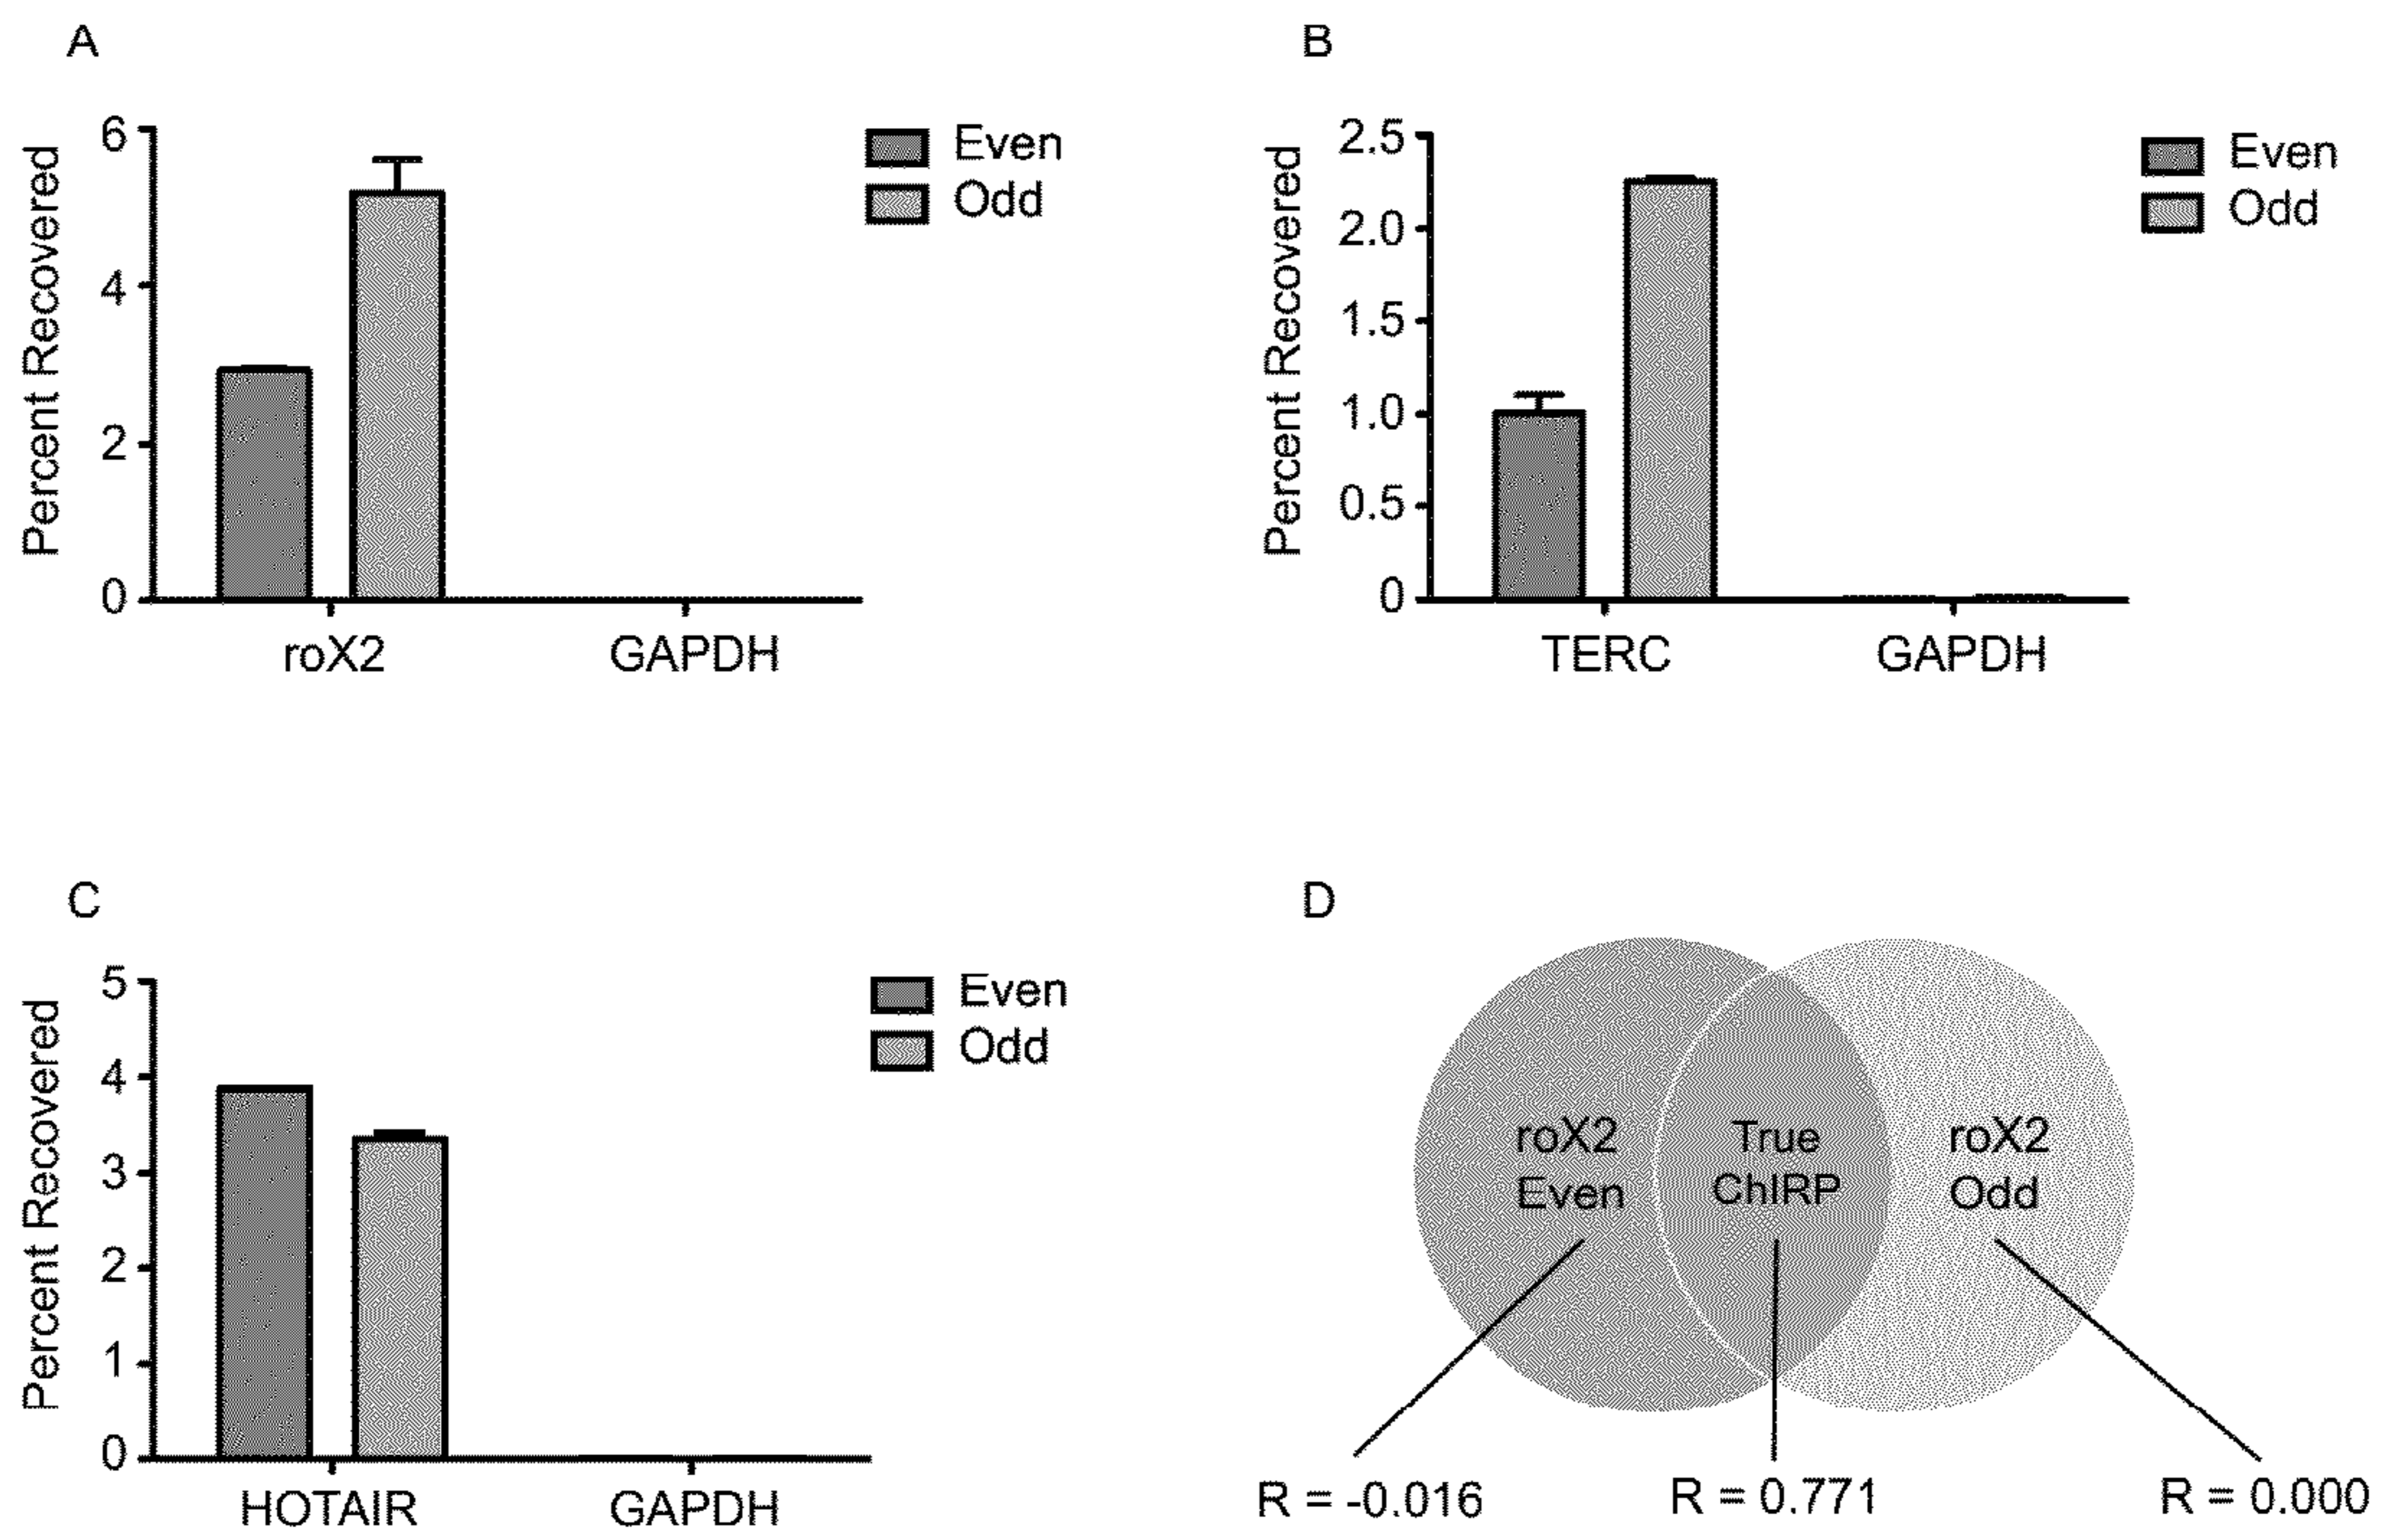 A
Percent Recovered
6
4
2
0
Even
Odd
roX2
GAPDH
B
Percent Recovered
2.5
2.0
1.5
1.0
0.5
0
Even
Odd
TERC
GAPDH
C
Percent Recovered
5
4
3
2
1
0
Even
Odd
HOTAIR
GAPDH
D
roX2
Even
True
ChIRP
roX2
Odd
R = -0.016
R = 0.771
R = 0.000